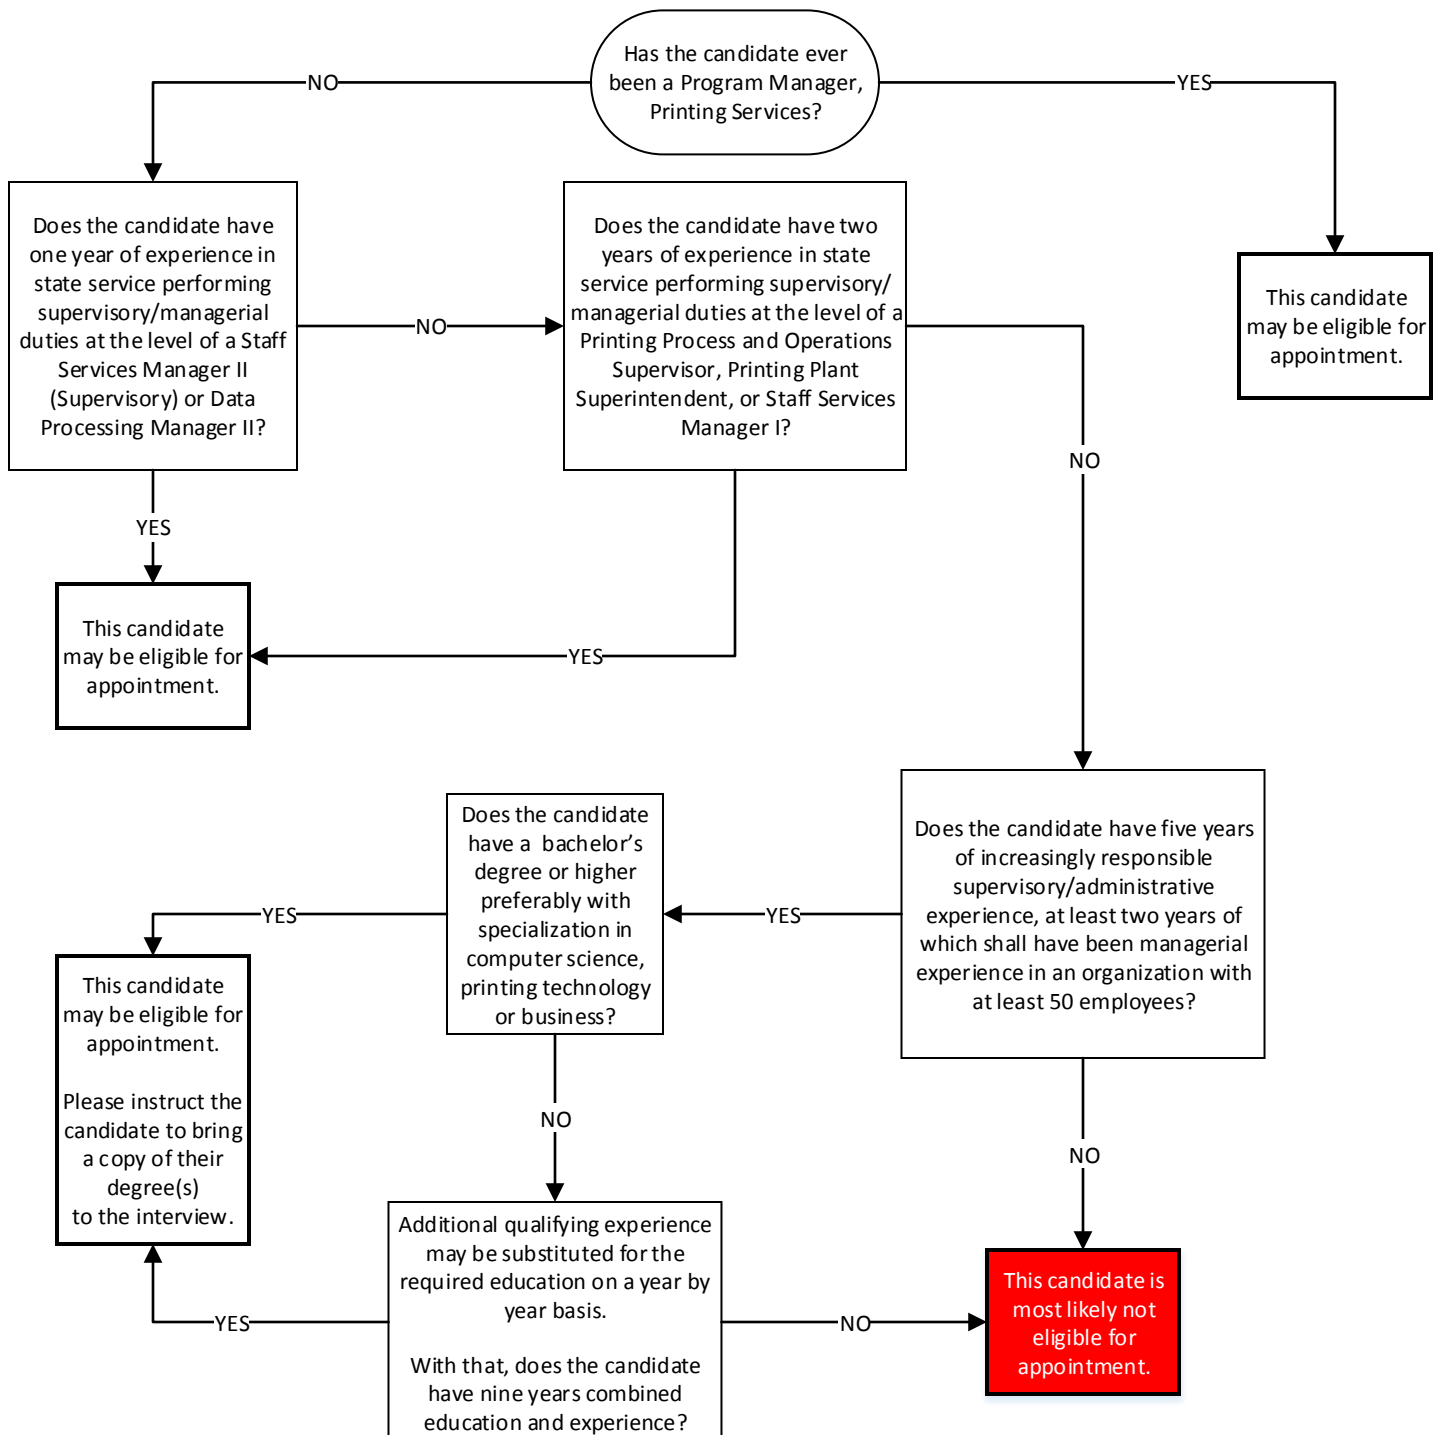 Has the candidate ever
been a Program Manager,
Printing Services?
NO
YES
Does the candidate have
one year of experience in
state service performing
supervisory/managerial
duties at the level of a Staff
Services Manager II
(Supervisory) or Data
Processing Manager II?
NO
Does the candidate have two
years of experience in state
service performing supervisory/
managerial duties at the level of a
Printing Process and Operations
Supervisor, Printing Plant
Superintendent, or Staff Services
Manager I?
This candidate
may be eligible for
appointment.
NO
YES
This candidate
may be eligible for
appointment.
YES
Does the candidate have five years
of increasingly responsible
supervisory/administrative
experience, at least two years of
which shall have been managerial
experience in an organization with
at least 50 employees?
YES
Does the candidate
have a bachelor's
degree or higher
preferably with
specialization in
computer science,
printing technology
or business?
YES
This candidate
may be eligible for
appointment.
Please instruct the
candidate to bring
a copy of their
degree(s)
to the interview.
NO
NO
Additional qualifying experience
may be substituted for the
required education on a year by
year basis.
With that, does the candidate
have nine years combined
education and experience?
YES
NO
This candidate is
most likely not
eligible for
appointment.